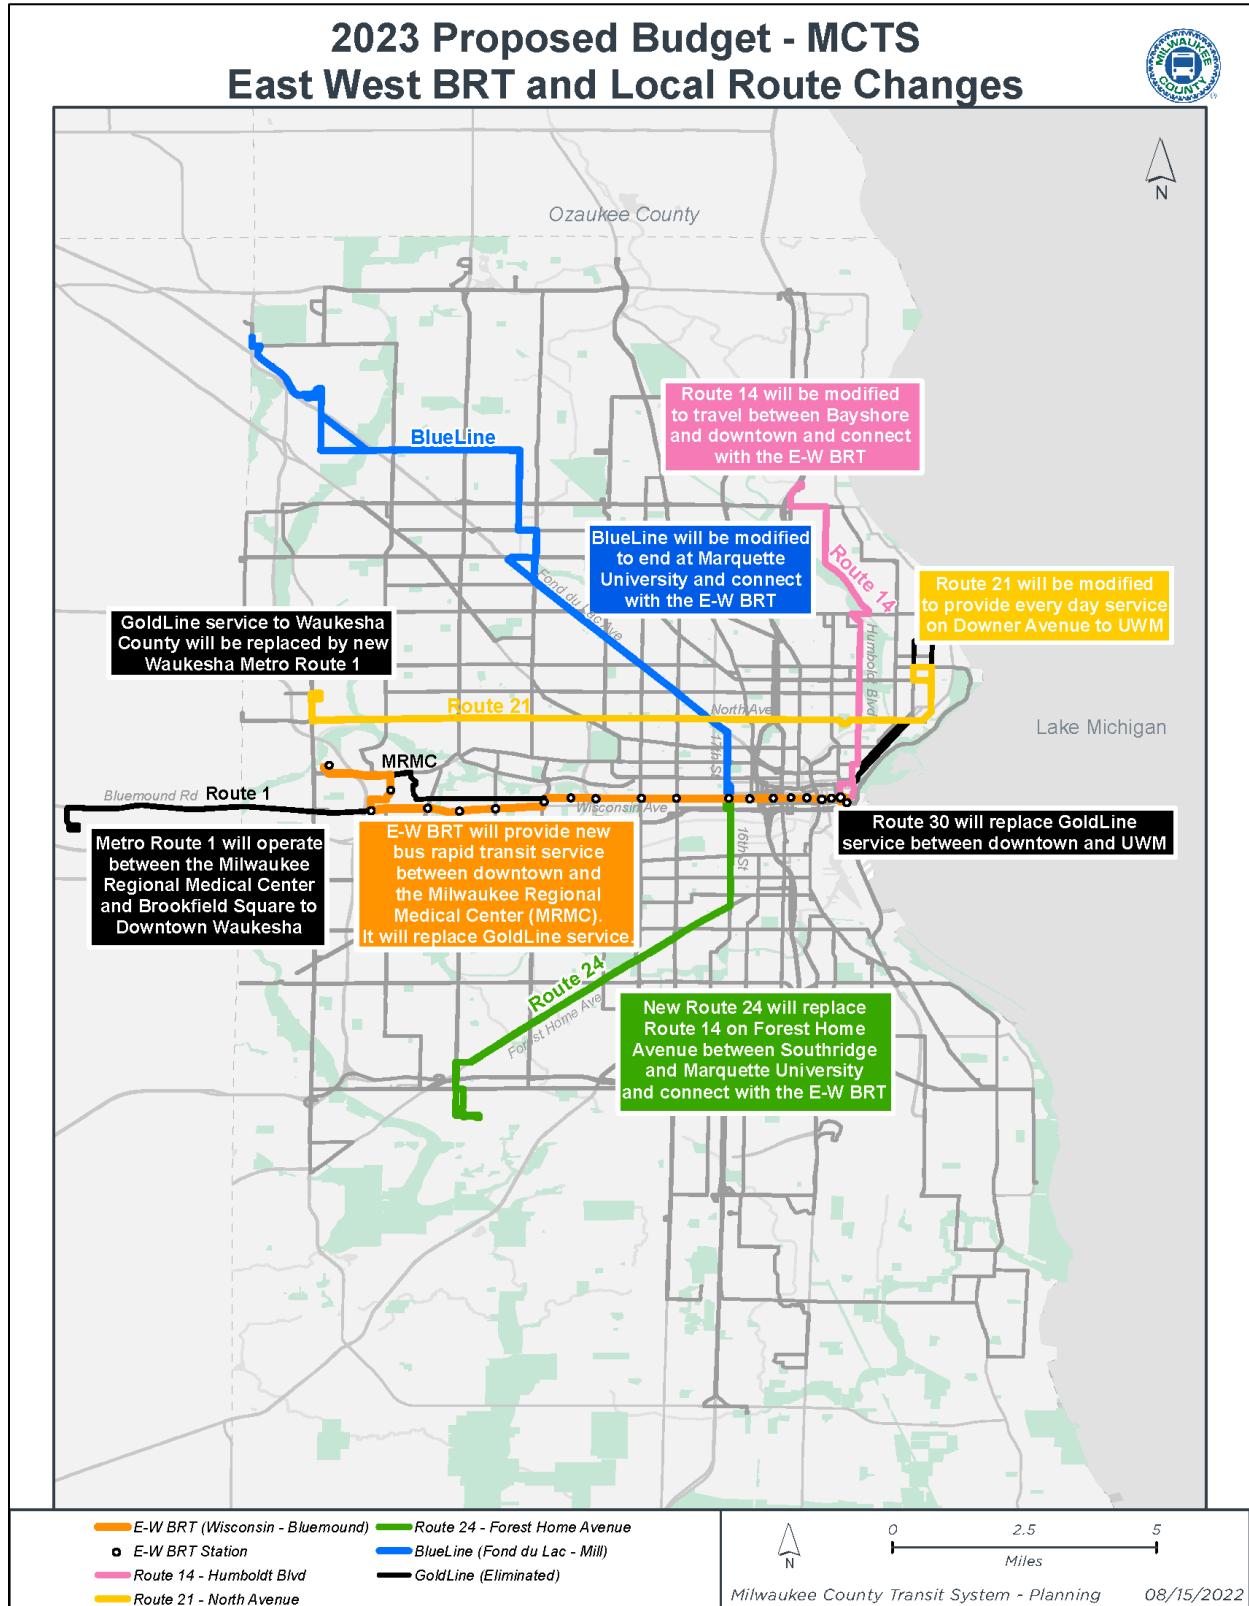 2023 Proposed Budget - MCTS
East West BRT and Local Route Changes
MILWAUKEE
COUNTY
N
Ozaukee County
Route 14 will be modified
to travel between Bayshore
and downtown and connect
with the E-W BRT
BlueLine
BlueLine will be modified
to end at Marquette
University and connect
with the E-W BRT
Route 14
Fond du Lac Ave
Route 21 will be modified
to provide every day service
on Downer Avenue to UWM
GoldLine service to Waukesha
County will be replaced by new
Waukesha Metro Route 1
Humboldt Blvd
Route 21
North Ave
Lake Michigan
17th St
MRMC
Bluemound Rd
Route 1
Wisconsin Ave
Route 30 will replace GoldLine
service between downtown and UWM
Metro Route 1 will operate
between the Milwaukee
Regional Medical Center
and Brookfield Square to
Downtown Waukesha
E-W BRT will provide new
bus rapid transit service
between downtown and
the Milwaukee Regional
Medical Center (MRMC).
It will replace GoldLine service.
16th St
Route 24
Forest Home Ave
New Route 24 will replace
Route 14 on Forest Home
Avenue between Southridge
and Marquette University
and connect with the E-W BRT
E-W BRT (Wisconsin - Bluemound)
E-W BRT Station
Route 14 - Humboldt Blvd
Route 21 - North Avenue
Route 24 - Forest Home Avenue
BlueLine (Fond du Lac - Mill)
GoldLine (Eliminated)
N
0 2.5 5
Miles
Milwaukee County Transit System - Planning 08/15/2022